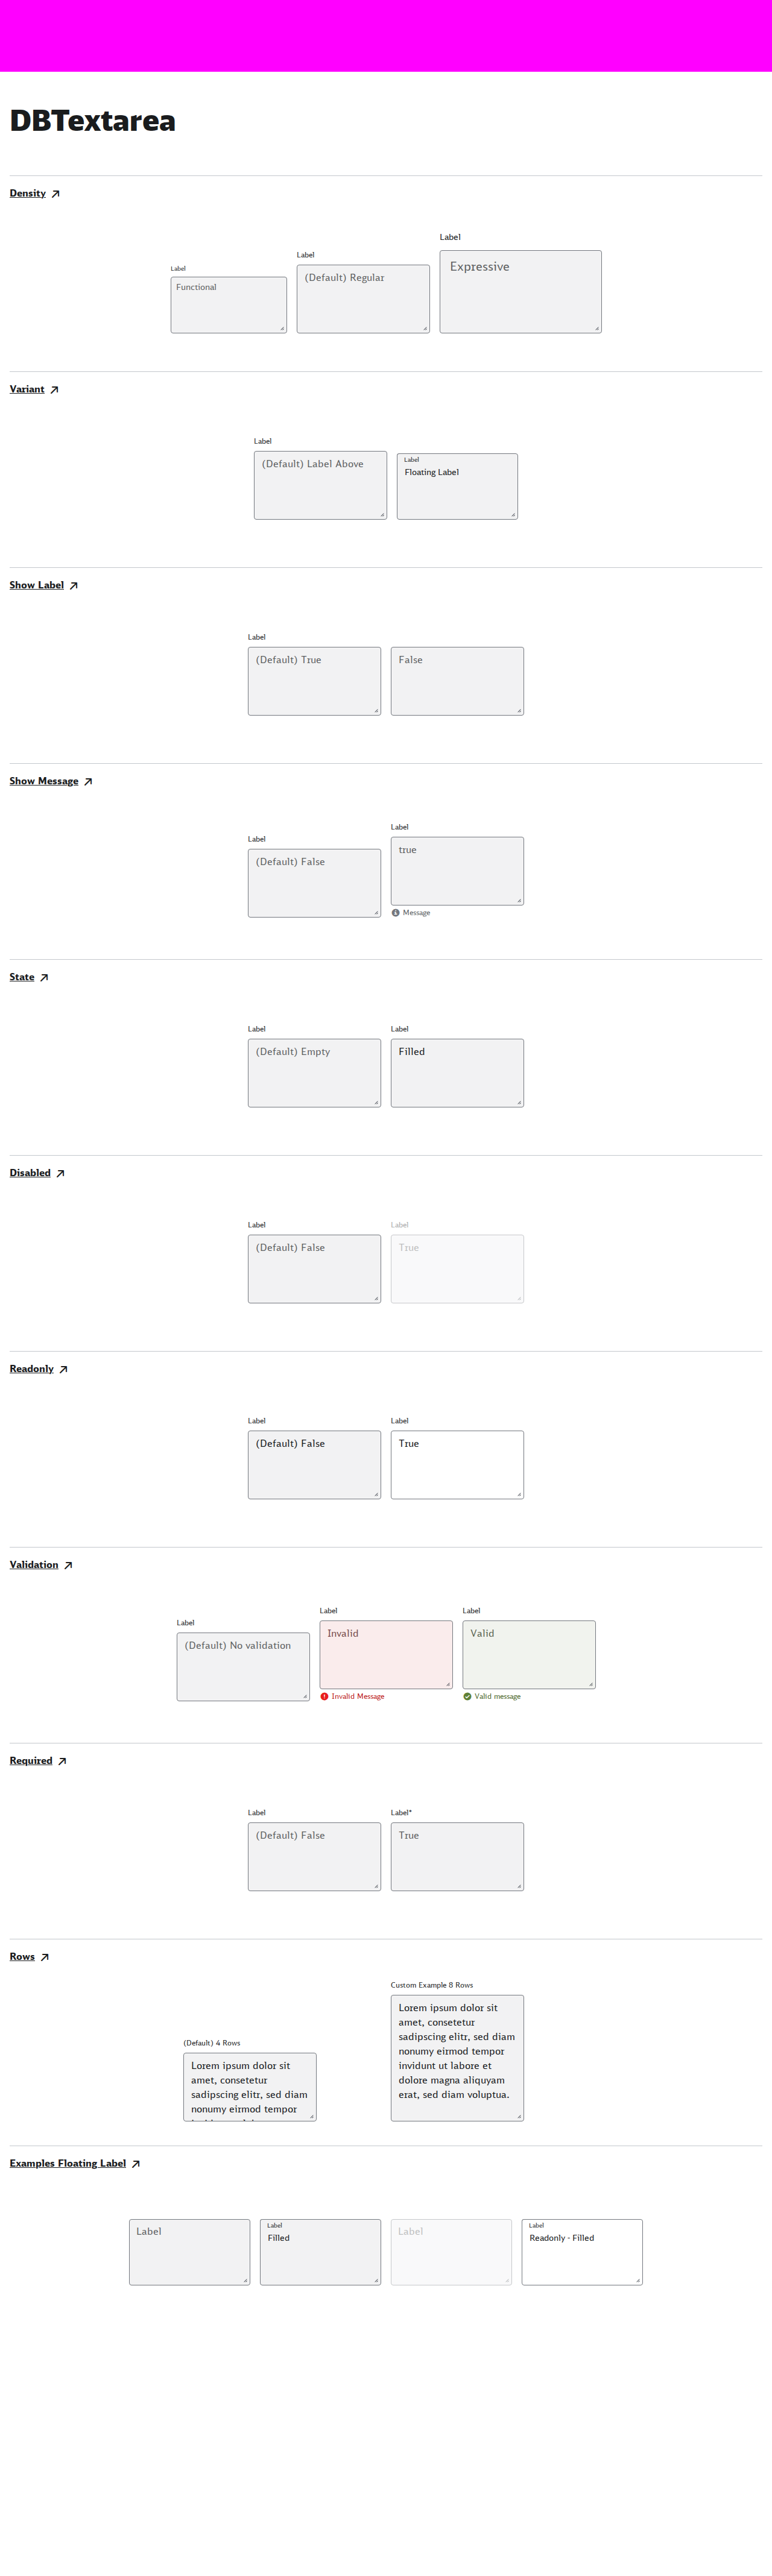 DBTextarea
Density
Label
Functional
Label
(Default) Regular
Label
Expressive
Variant
Label
(Default) Label Above
Label
Floating Label
Show Label
Label
(Default) True
False
Show Message
Label
(Default) False
Label
true
Message
State
Label
(Default) Empty
Label
Filled
Disabled
Label
(Default) False
Label
True
Readonly
Label
(Default) False
Label
True
Validation
Label
(Default) No validation
Label
Invalid
Invalid Message
Label
Valid
Valid message
Required
Label
(Default) False
Label*
True
Rows
(Default) 4 Rows
Lorem ipsum dolor sit
amet, consetetur
sadipscing elitr, sed diam
nonumy eirmod tempor
Custom Example 8 Rows
Lorem ipsum dolor sit
amet, consetetur
sadipscing elitr, sed diam
nonumy eirmod tempor
invidunt ut labore et
dolore magna aliquyam
erat, sed diam voluptua.
Examples Floating Label
Label
Label
Filled
Label
Label
Readonly - Filled